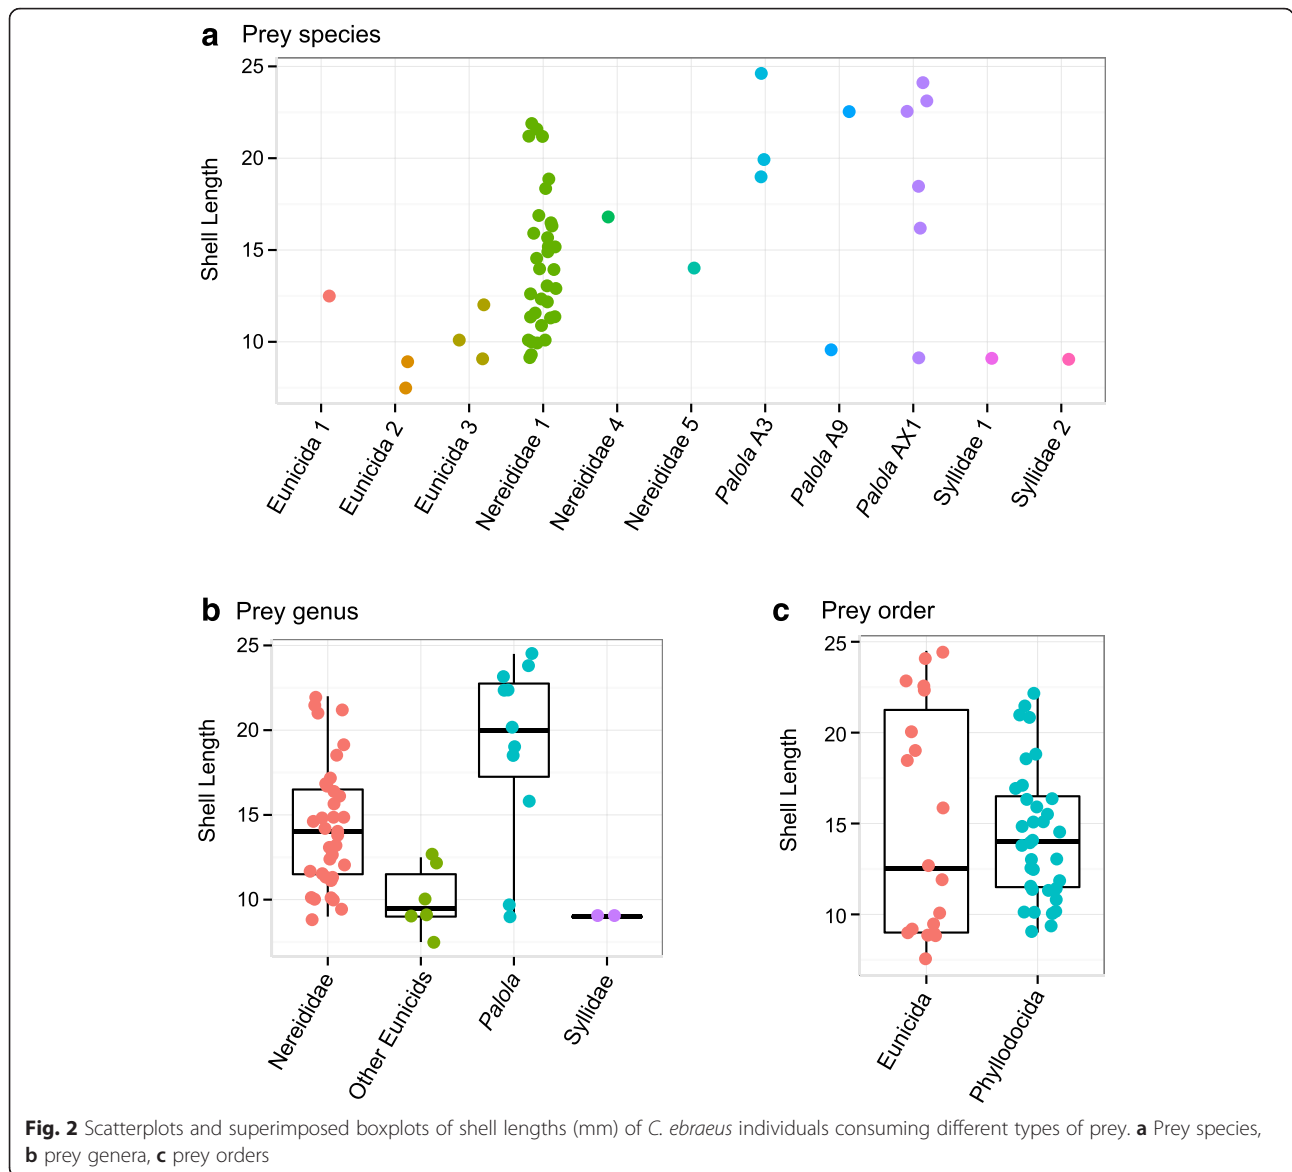 a Prey species
25
20
15
10
Shell Length
Eunicida 1
Eunicida 2
Eunicida 3
Nereididae 1
Nereididae 4
Nereididae 5
Palola A3
Palola A9
Palola AX1
Syllidae 1
Syllidae 2
b Prey genus
25
20
15
10
Shell Length
Nereididae
Other Eunicids
Palola
Syllidae
c Prey order
25
20
15
10
Shell Length
Eunicida
Phyllodocida
Fig. 2 Scatterplots and superimposed boxplots of shell lengths (mm) of C. ebraeus individuals consuming different types of prey. a Prey species,
b prey genera, c prey orders